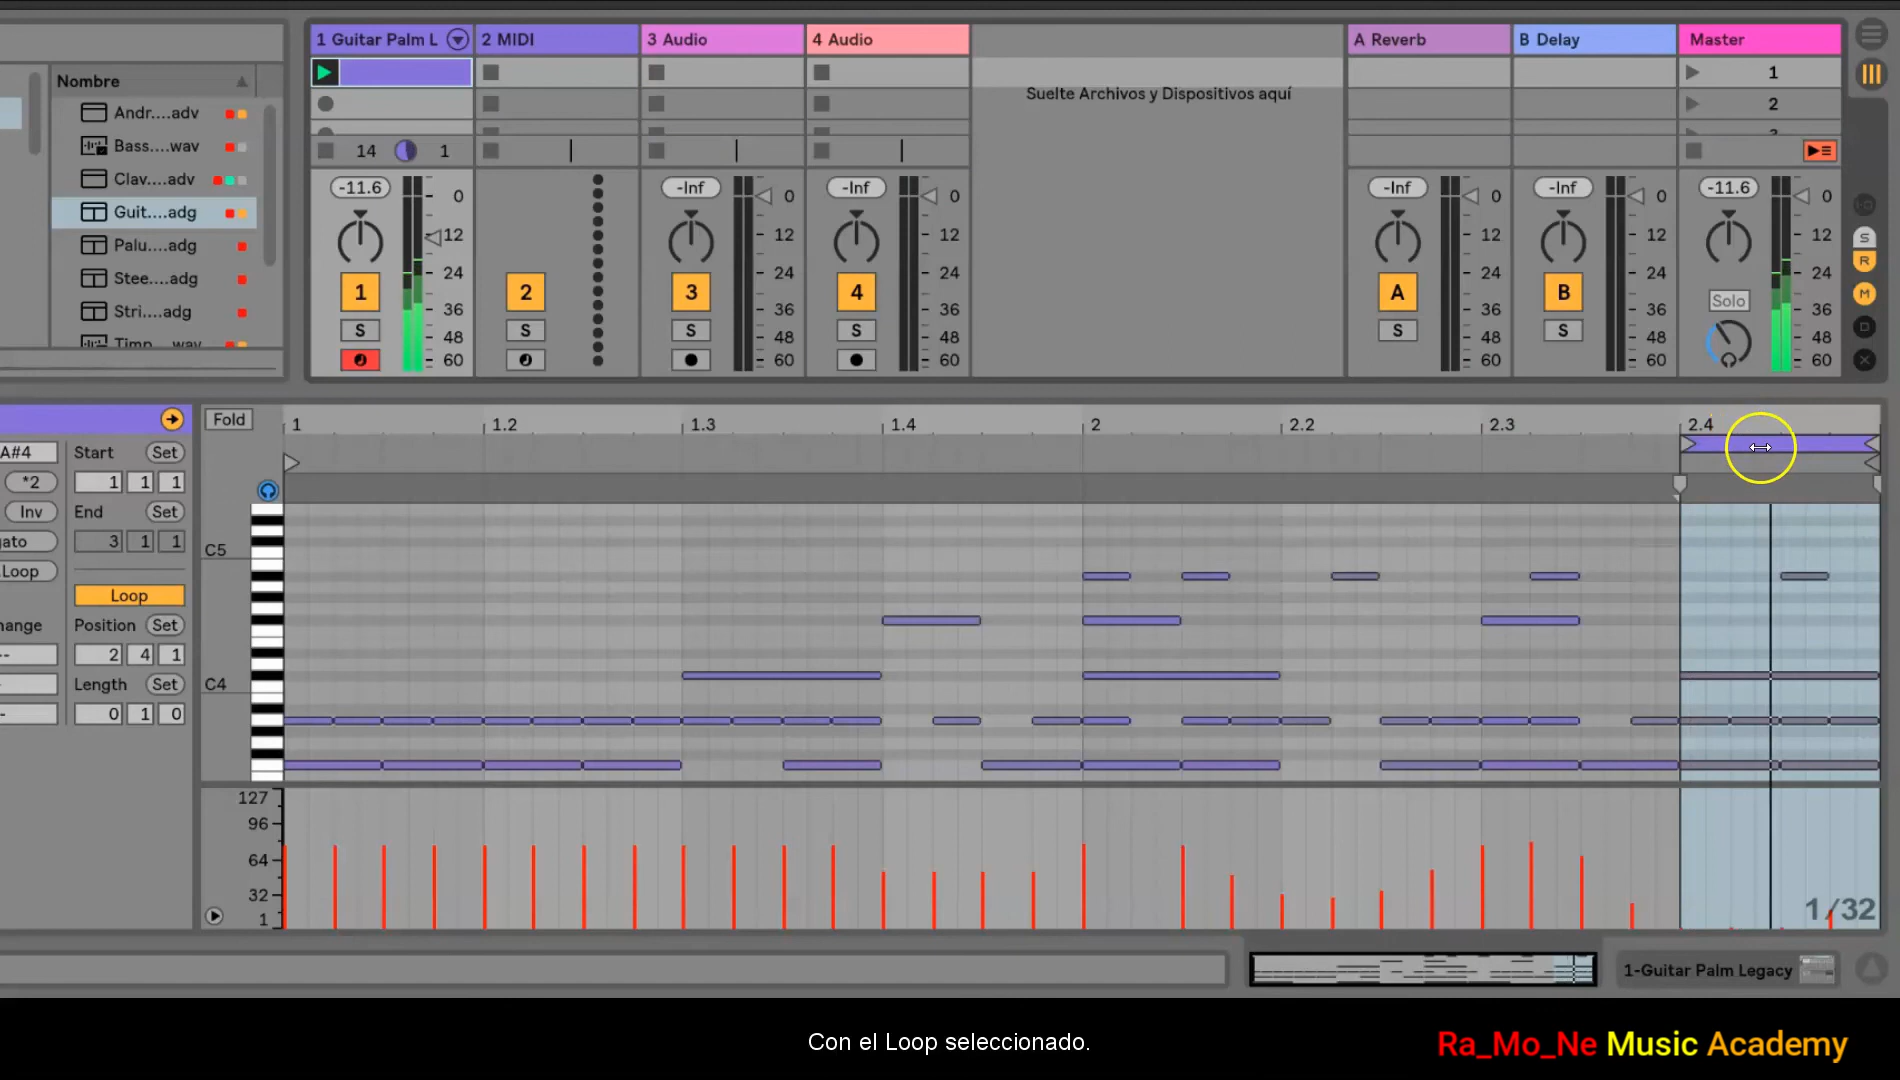 1 Guitar Palm L
2 MIDI
3 Audio
4 Audio
A Reverb
B Delay
Master
Nombre
Andr....adv
Bass....wav
Clav....adv
Guit....adg
Palu....adg
Stee....adg
Stri....adg
Timp....wav
Suelte Archivos y Dispositivos aquí
1
2
14 1
-11.6 -Inf -Inf -Inf -Inf -11.6
0 0 0 0 0 0
12 12 12 12 12 12
24 24 24 24 24 24
36 36 36 36 36 36
48 48 48 48 48 48
60 60 60 60 60 60
1 2 3 4 A B
Solo
S S S S S S
S
R
M
D
X
Fold
1 1.2 1.3 1.4 2 2.2 2.3 2.4
A#4
Start Set
*2
1 1 1
Inv
End Set
ato
3 1 1
Loop
Loop
ange
Position Set
--
2 4 1
Length Set
0 1 0
C5
C4
127
96
64
32
1
1/32
1-Guitar Palm Legacy
Con el Loop seleccionado.
Ra_Mo_Ne Music Academy